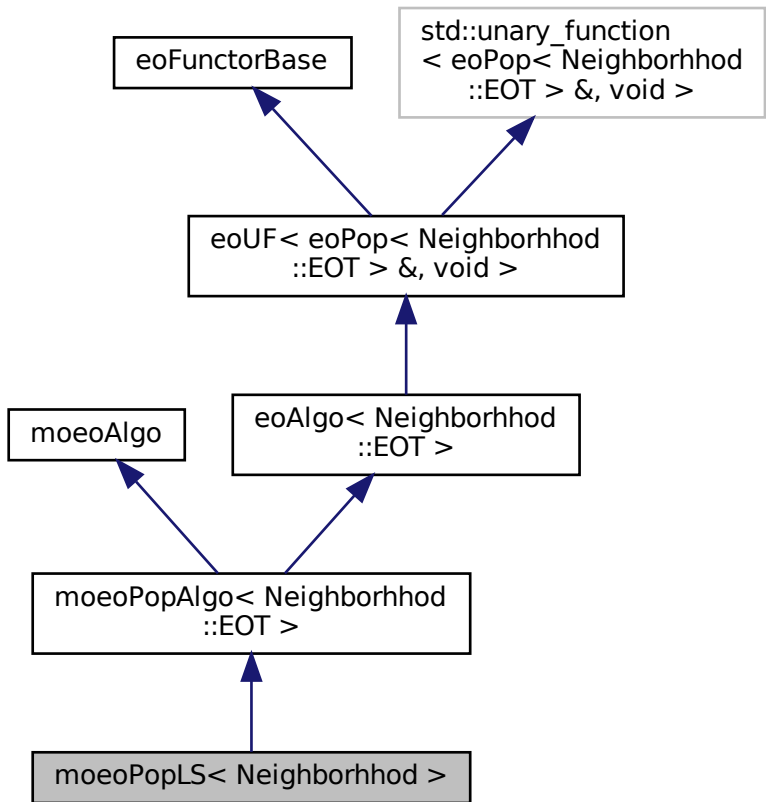 std::unary_function
< eoPop< Neighborhhod
::EOT > &, void >
eoFunctorBase
eoUF< eoPop< Neighborhhod
::EOT > &, void >
eoAlgo< Neighborhhod
::EOT >
moeoAlgo
moeoPopAlgo< Neighborhhod
::EOT >
moeoPopLS< Neighborhhod >